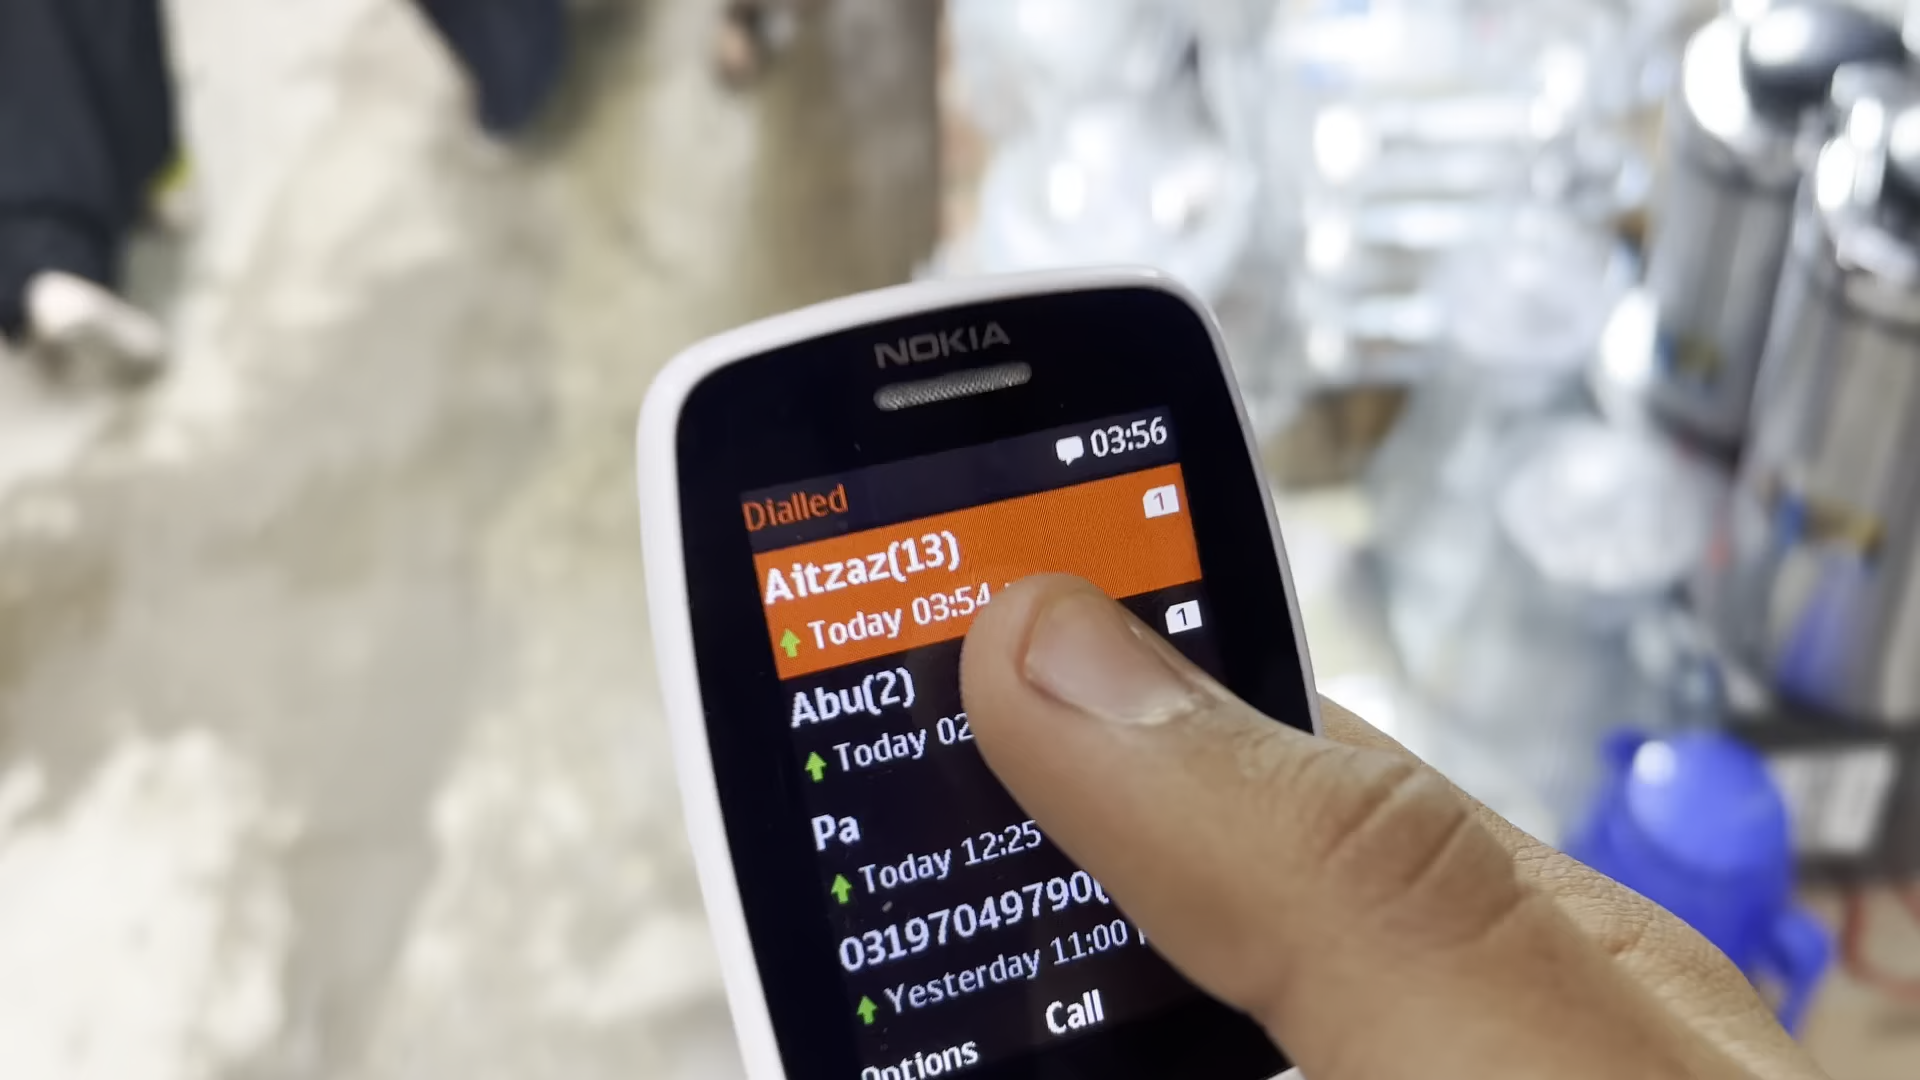 NOKIA
03:56
Dialled
1
Aitzaz(13)
Today 03:54
1
Abu(2)
Today 02
Pa
Today 12:25
03197049790(
Yesterday 11:00
Call
Options